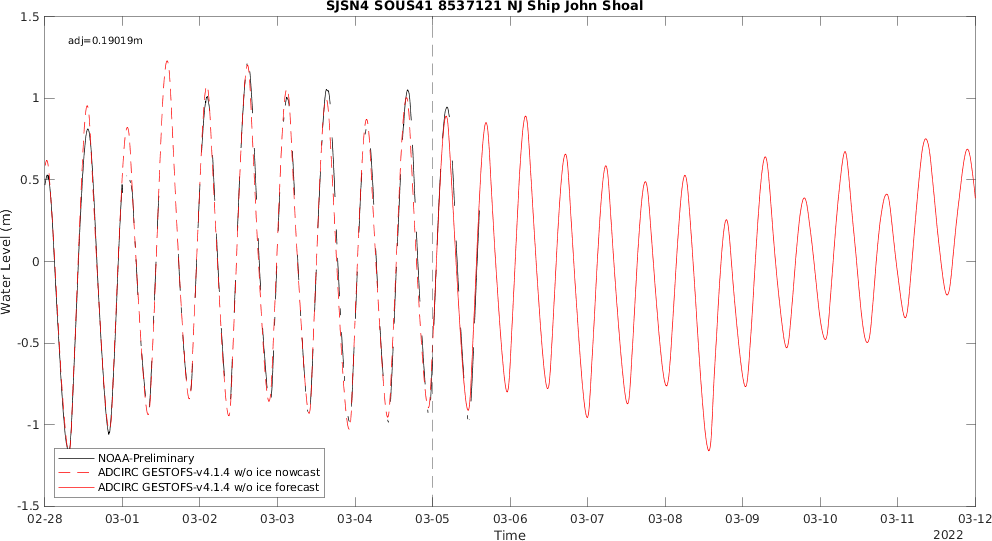 SJSN4 SOUS41 8537121 NJ Ship John Shoal
adj=0.19019m
1.5
1
0.5
0
-0.5
-1
-1.5
Water Level (m)
NOAA-Preliminary
ADCIRC GESTOFS-v4.1.4 w/o ice nowcast
ADCIRC GESTOFS-v4.1.4 w/o ice forecast
02-28 03-01 03-02 03-03 03-04 03-05 03-06 03-07 03-08 03-09 03-10 03-11 03-12
Time
2022